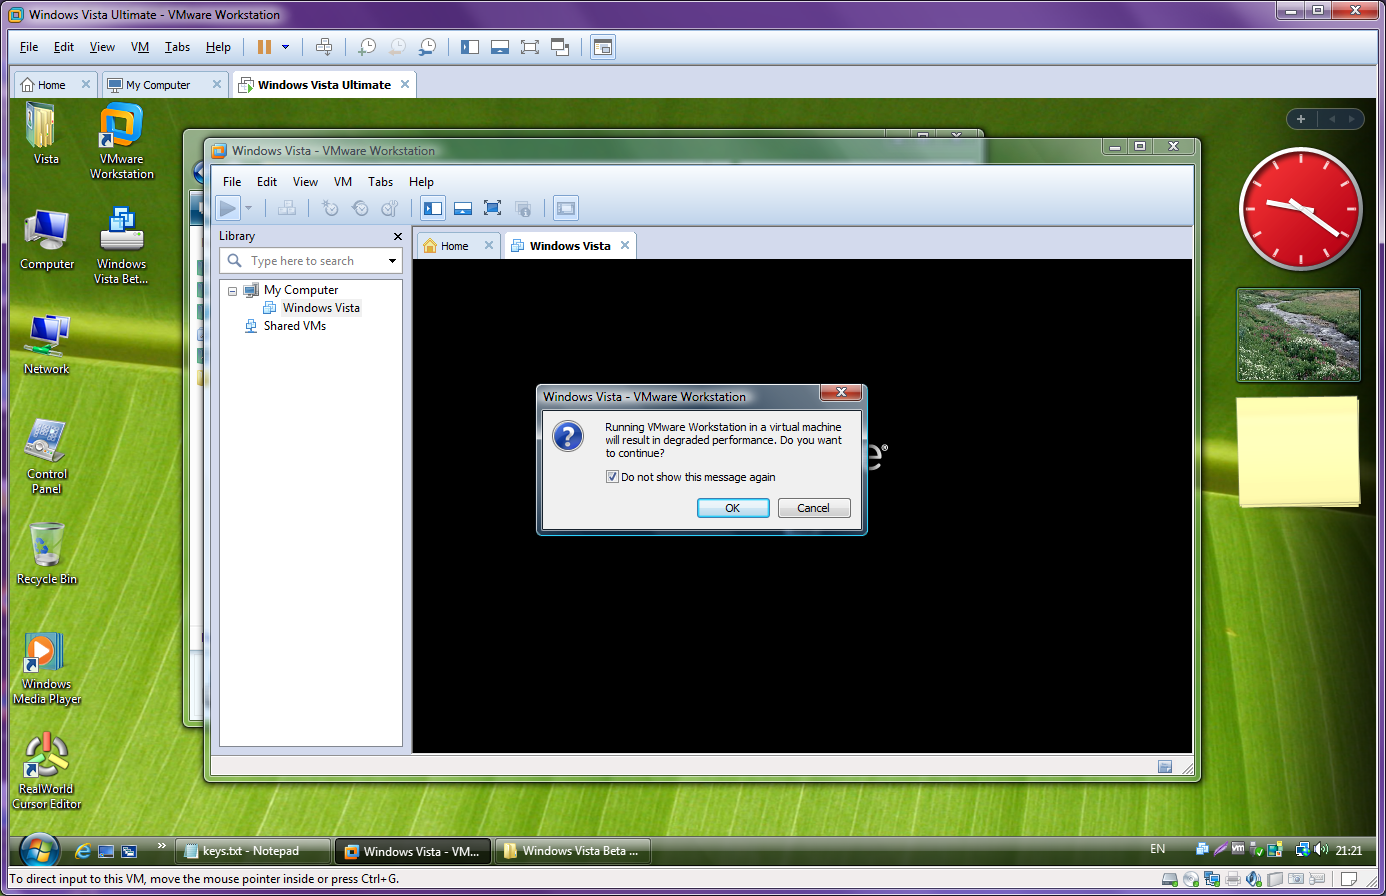 Windows Vista Ultimate - VMware Workstation
File Edit View VM Tabs Help
Home
My Computer
Windows Vista Ultimate
Vista
VMware
Workstation
Computer
Windows
Vista Bet...
Network
Control
Panel
Recycle Bin
Windows
Media Player
RealWorld
Cursor Editor
Windows Vista - VMware Workstation
File Edit View VM Tabs Help
Library
Type here to search
My Computer
Windows Vista
Shared VMs
Home
Windows Vista
Windows Vista - VMware Workstation
Running VMware Workstation in a virtual machine
will result in degraded performance. Do you want
to continue?
Do not show this message again
OK
Cancel
e®
keys.txt - Notepad
Windows Vista - VM...
Windows Vista Beta ...
EN
vm
21:21
To direct input to this VM, move the mouse pointer inside or press Ctrl+G.